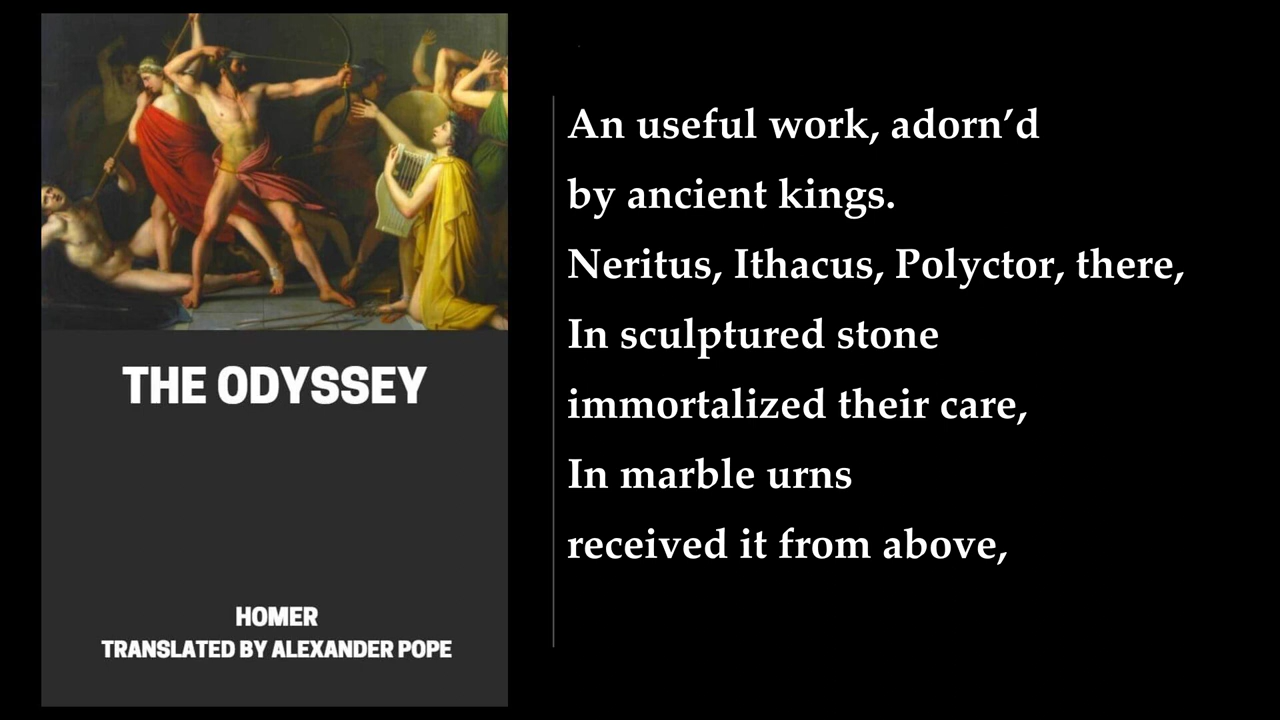 THE ODYSSEY
HOMER
TRANSLATED BY ALEXANDER POPE
An useful work, adorn’d
by ancient kings.
Neritus, Ithacus, Polyctor, there,
In sculptured stone
immortalized their care,
In marble urns
received it from above,